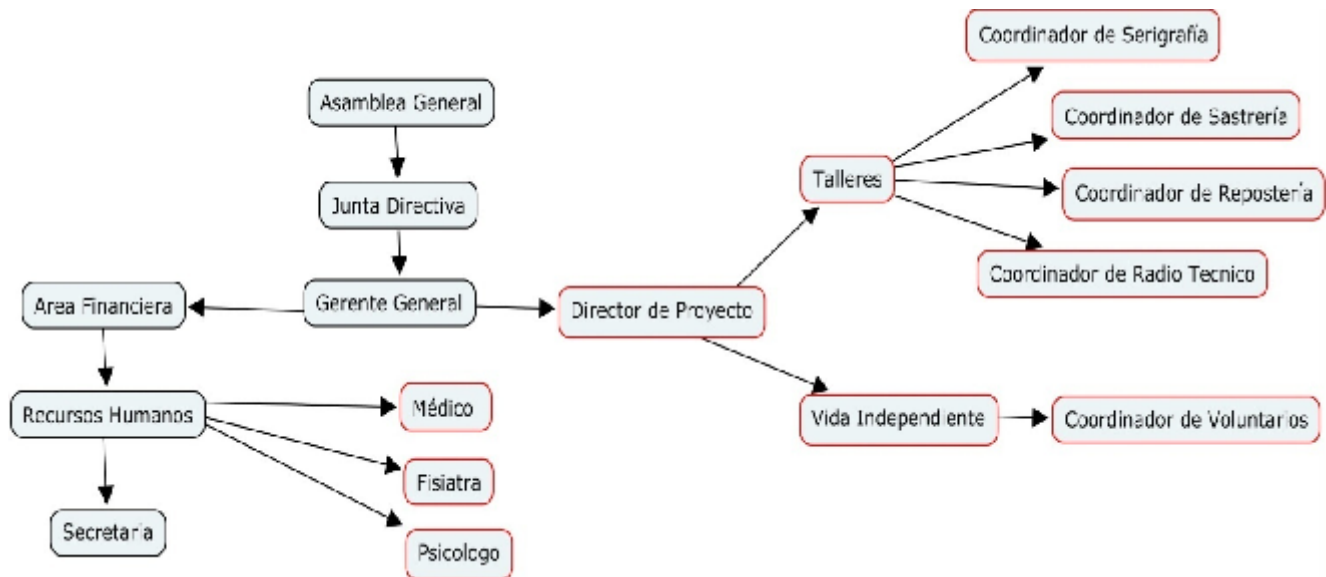 Coordinador de Serigrafía
Asamblea General
Coordinador de Sastrería
Talleres
Coordinador de Repostería
Junta Directiva
Coordinador de Radio Tecnico
Area Financiera
Gerente General
Director de Proyecto
Recursos Humanos
Médico
Vida Independiente
Coordinador de Voluntarios
Fisiatra
Secretaria
Psicologo